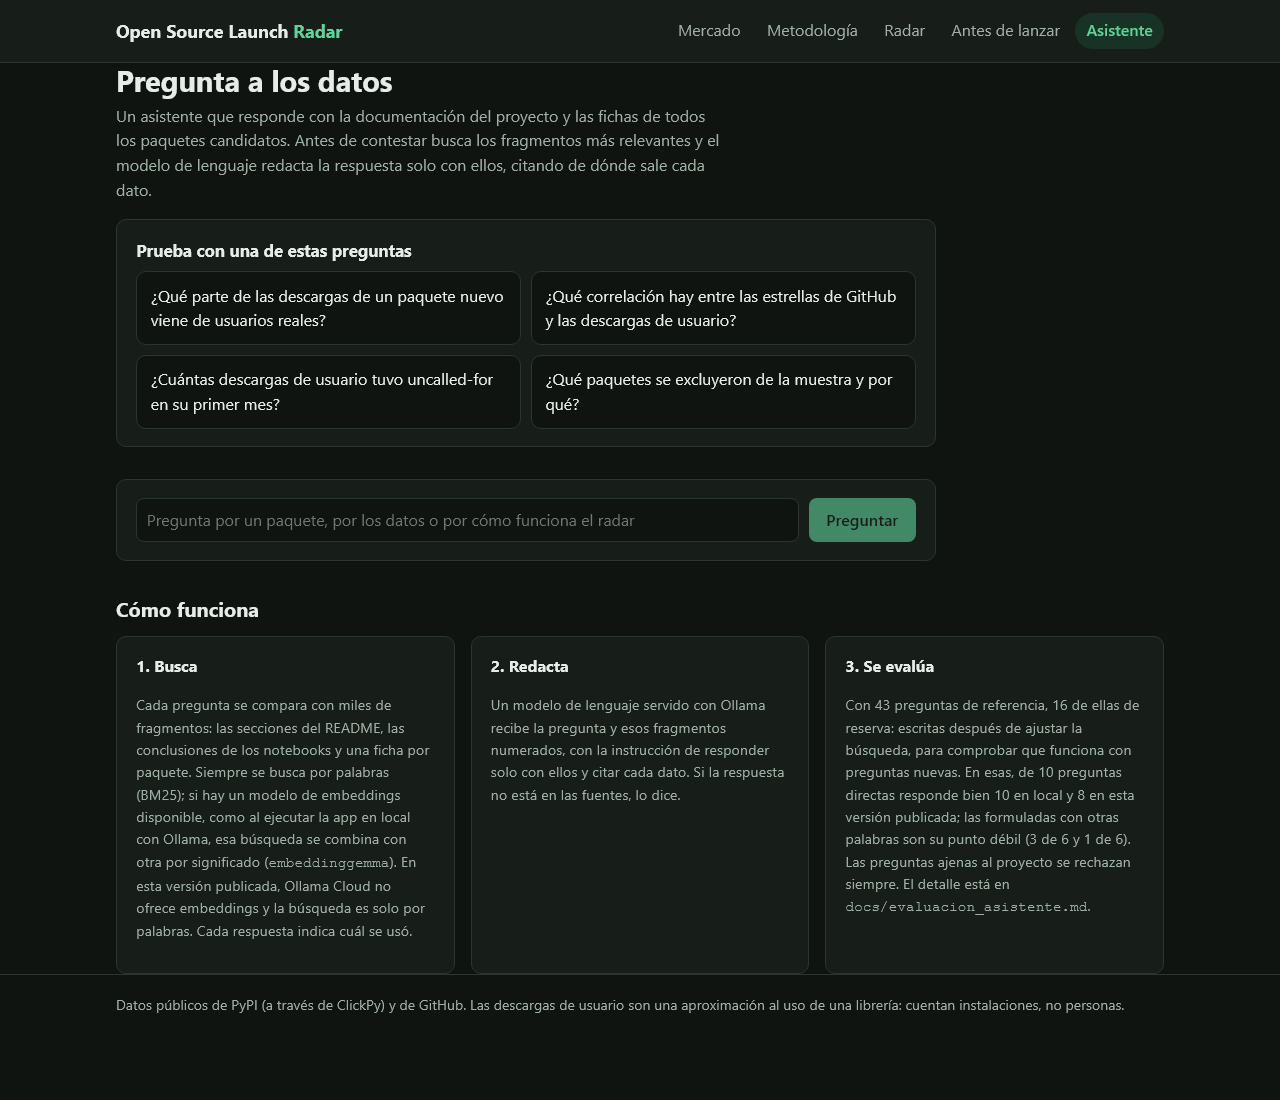 Open Source Launch Radar
Mercado
Metodología
Radar
Antes de lanzar
Asistente
Pregunta a los datos
Un asistente que responde con la documentación del proyecto y las fichas de todos
los paquetes candidatos. Antes de contestar busca los fragmentos más relevantes y el
modelo de lenguaje redacta la respuesta solo con ellos, citando de dónde sale cada
dato.
Prueba con una de estas preguntas
¿Qué parte de las descargas de un paquete nuevo
viene de usuarios reales?
¿Qué correlación hay entre las estrellas de GitHub
y las descargas de usuario?
¿Cuántas descargas de usuario tuvo uncalled-for
en su primer mes?
¿Qué paquetes se excluyeron de la muestra y por
qué?
Pregunta por un paquete, por los datos o por cómo funciona el radar
Preguntar
Cómo funciona
1. Busca
Cada pregunta se compara con miles de
fragmentos: las secciones del README, las
conclusiones de los notebooks y una ficha por
paquete. Siempre se busca por palabras
(BM25); si hay un modelo de embeddings
disponible, como al ejecutar la app en local
con Ollama, esa búsqueda se combina con
otra por significado (embeddinggemma). En
esta versión publicada, Ollama Cloud no
ofrece embeddings y la búsqueda es solo por
palabras. Cada respuesta indica cuál se usó.
2. Redacta
Un modelo de lenguaje servido con Ollama
recibe la pregunta y esos fragmentos
numerados, con la instrucción de responder
solo con ellos y citar cada dato. Si la respuesta
no está en las fuentes, lo dice.
3. Se evalúa
Con 43 preguntas de referencia, 16 de ellas de
reserva: escritas después de ajustar la
búsqueda, para comprobar que funciona con
preguntas nuevas. En esas, de 10 preguntas
directas responde bien 10 en local y 8 en esta
versión publicada; las formuladas con otras
palabras son su punto débil (3 de 6 y 1 de 6).
Las preguntas ajenas al proyecto se rechazan
siempre. El detalle está en
docs/evaluacion_asistente.md.
Datos públicos de PyPI (a través de ClickPy) y de GitHub. Las descargas de usuario son una aproximación al uso de una librería: cuentan instalaciones, no personas.